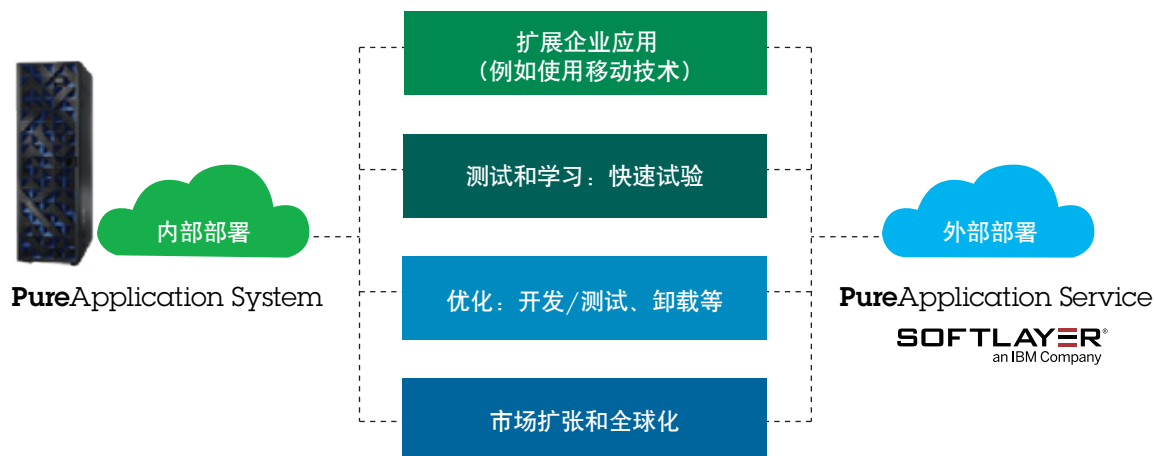 扩展企业应用
（例如使用移动技术）
测试和学习：快速试验
内部部署
外部部署
PureApplication System
优化：开发/测试、卸载等
PureApplication Service
SOFTLAYER®
an IBM Company
市场扩张和全球化